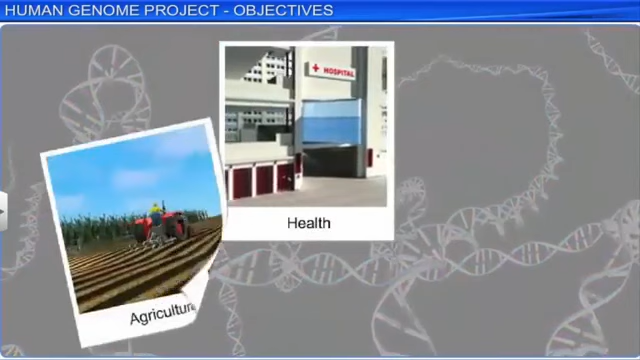 HUMAN GENOME PROJECT - OBJECTIVES
HOSPITAL
Health
Agricultur